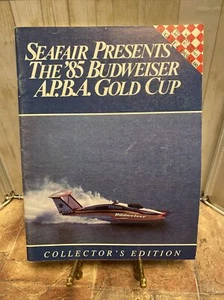 SEAFAIR PRESENTS
THE '85 BUDWEISER
A.P.B.A. GOLD CUP
Budweiser
COLLECTOR'S EDITION